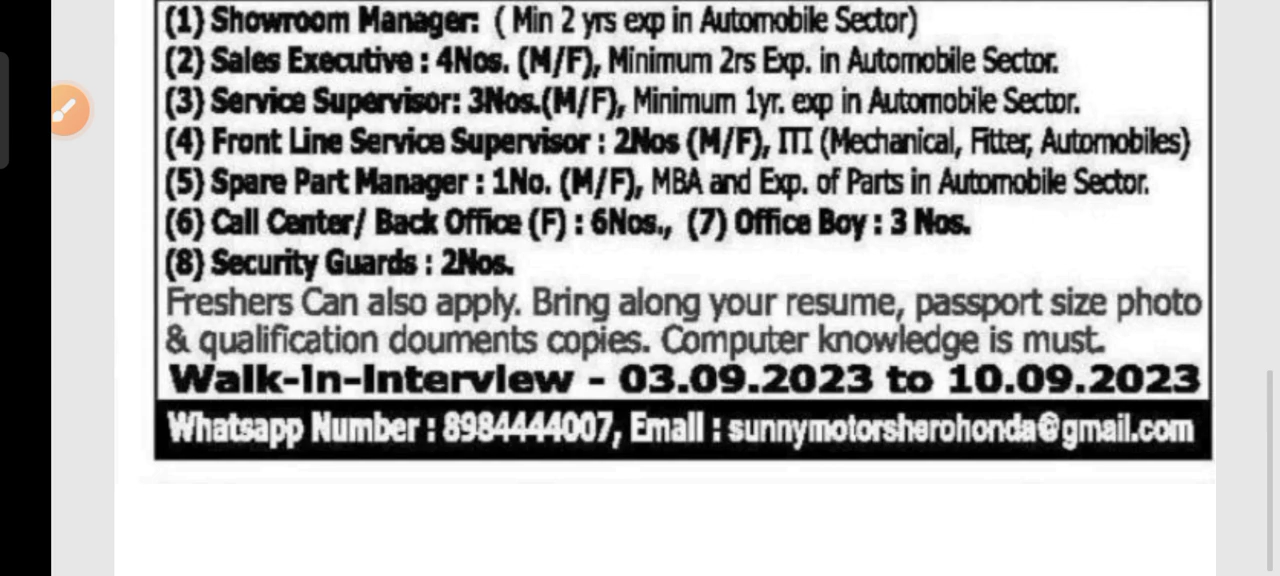 (1) Showroom Manager: ( Min 2 yrs exp in Automobile Sector)
(2) Sales Executive : 4Nos. (M/F), Minimum 2rs Exp. in Automobile Sector.
(3) Service Supervisor: 3Nos.(M/F), Minimum 1yr. exp in Automobile Sector.
(4) Front Line Service Supervisor : 2Nos (M/F), ITI (Mechanical, Fitter, Automobiles)
(5) Spare Part Manager : 1No. (M/F), MBA and Exp. of Parts in Automobile Sector.
(6) Call Center/ Back Office (F) : 6Nos., (7) Office Boy : 3 Nos.
(8) Security Guards : 2Nos.
Freshers Can also apply. Bring along your resume, passport size photo
& qualification douments copies. Computer knowledge is must.
Walk-In-Interview - 03.09.2023 to 10.09.2023
Whatsapp Number : 8984444007, Email : sunnymotorsherohonda@gmail.com